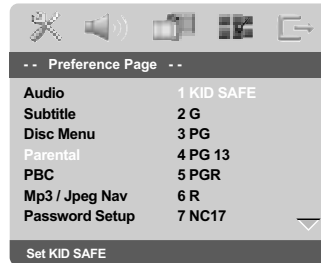 - -  Preference Page  - -
Audio 1 KID SAFE
Subtitle 2 G
Disc Menu 3 PG
Parental 4 PG 13
PBC 5 PGR
Mp3 / Jpeg Nav 6 R
Password Setup 7 NC17
Set KID SAFE